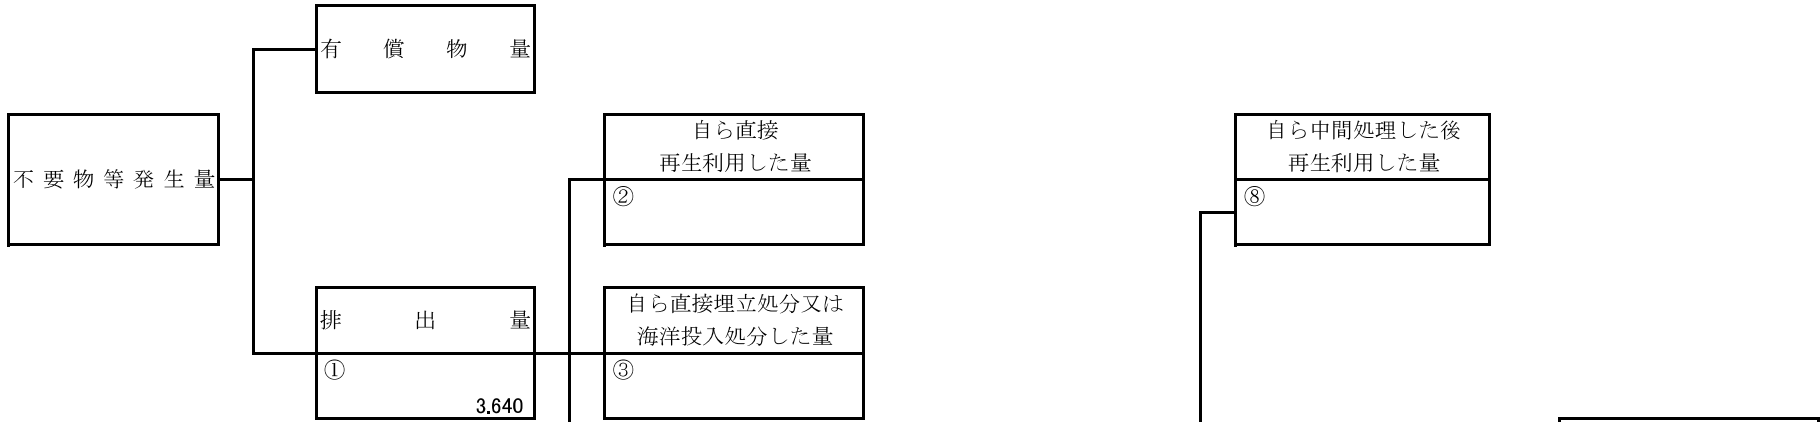 有償物量
不要物等発生量
自ら直接
再生利用した量
②
自ら中間処理した後
再生利用した量
⑧
排出量
①
3.640
自ら直接埋立処分又は
海洋投入処分した量
③